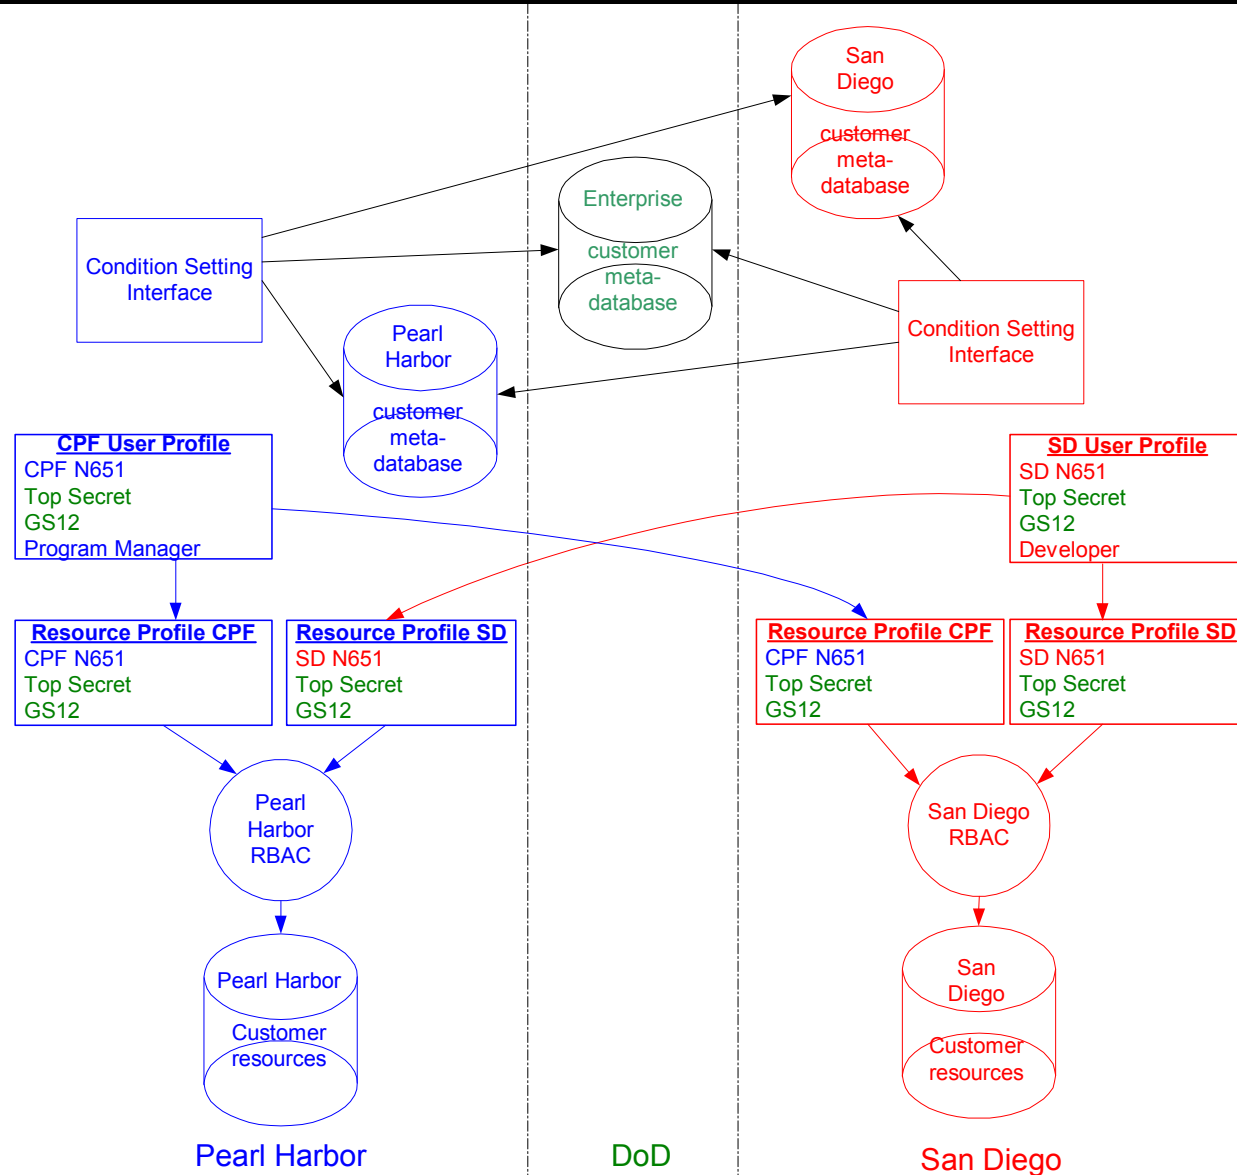 San
Diego
customer
meta-
database
Enterprise
customer
meta-
database
Condition Setting
Interface
Pearl
Harbor
customer
meta-
database
Condition Setting
Interface
CPF User Profile
CPF N651
Top Secret
GS12
Program Manager
SD User Profile
SD N651
Top Secret
GS12
Developer
Resource Profile CPF
CPF N651
Top Secret
GS12
Resource Profile SD
SD N651
Top Secret
GS12
Resource Profile CPF
CPF N651
Top Secret
GS12
Resource Profile SD
SD N651
Top Secret
GS12
Pearl
Harbor
RBAC
San Diego
RBAC
Pearl Harbor
Customer
resources
San
Diego
Customer
resources
Pearl Harbor
DoD
San Diego